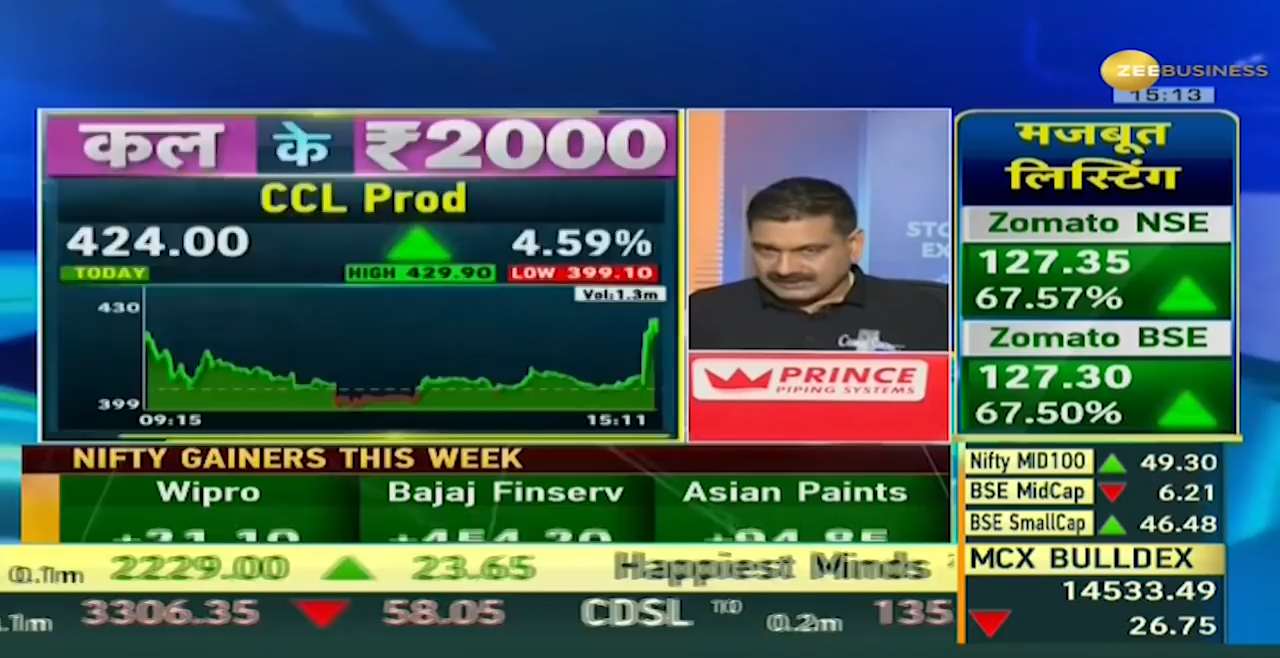 ZEEBUSINESS
15:13
कल के ₹2000
CCL Prod
424.00 4.59%
TODAY HIGH 429.90 LOW 399.10
Vol:1.3m
430
399
09:15 15:11
PRINCE
PIPING SYSTEMS
मजबूत
लिस्टिंग
Zomato NSE
127.35
67.57%
Zomato BSE
127.30
67.50%
NIFTY GAINERS THIS WEEK
Wipro Bajaj Finserv Asian Paints
Nifty MID100 49.30
BSE MidCap 6.21
BSE SmallCap 46.48
MCX BULLDEX
14533.49
26.75
0.1m 2229.00 23.65 Happiest Minds
.1m 3306.35 58.05 CDSL 0.2m 135